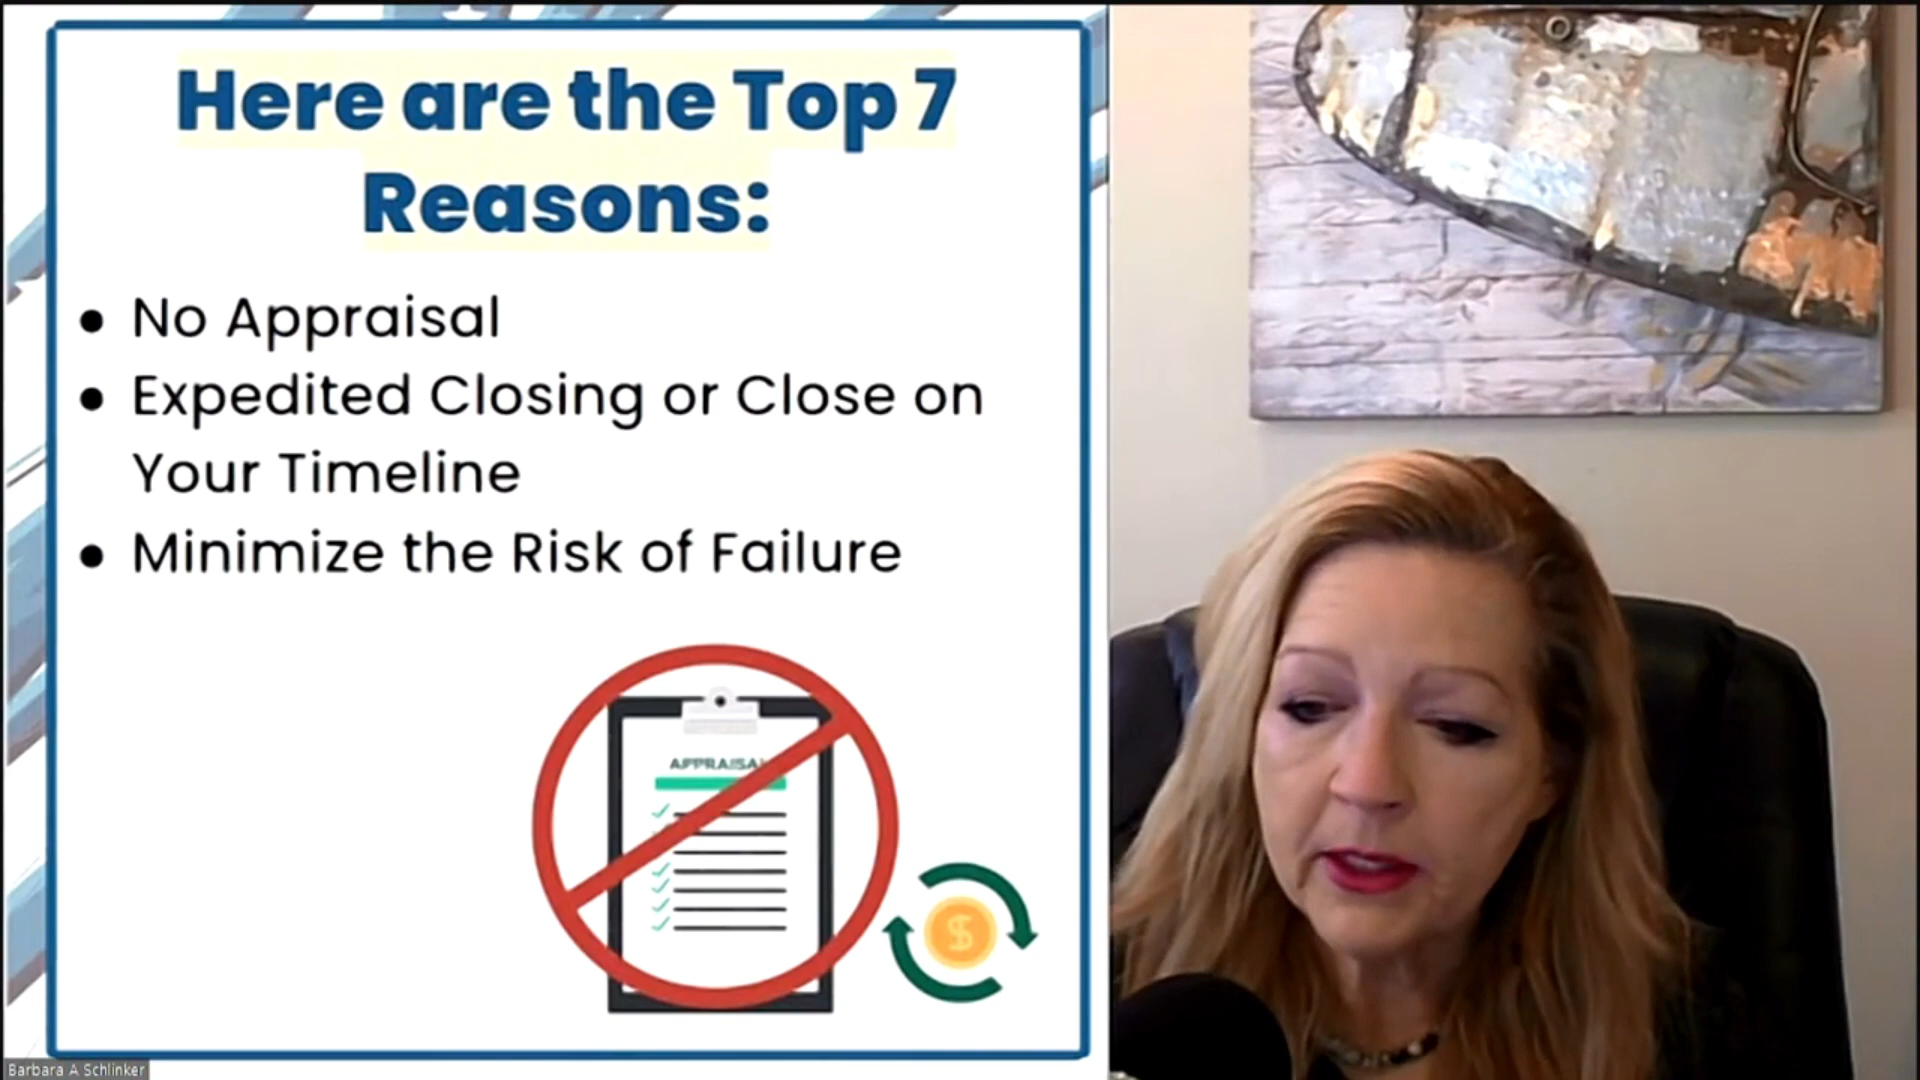 Here are the Top 7
Reasons:
● No Appraisal
● Expedited Closing or Close on
Your Timeline
● Minimize the Risk of Failure
APPRAISAL
$
Barbara A Schlinker